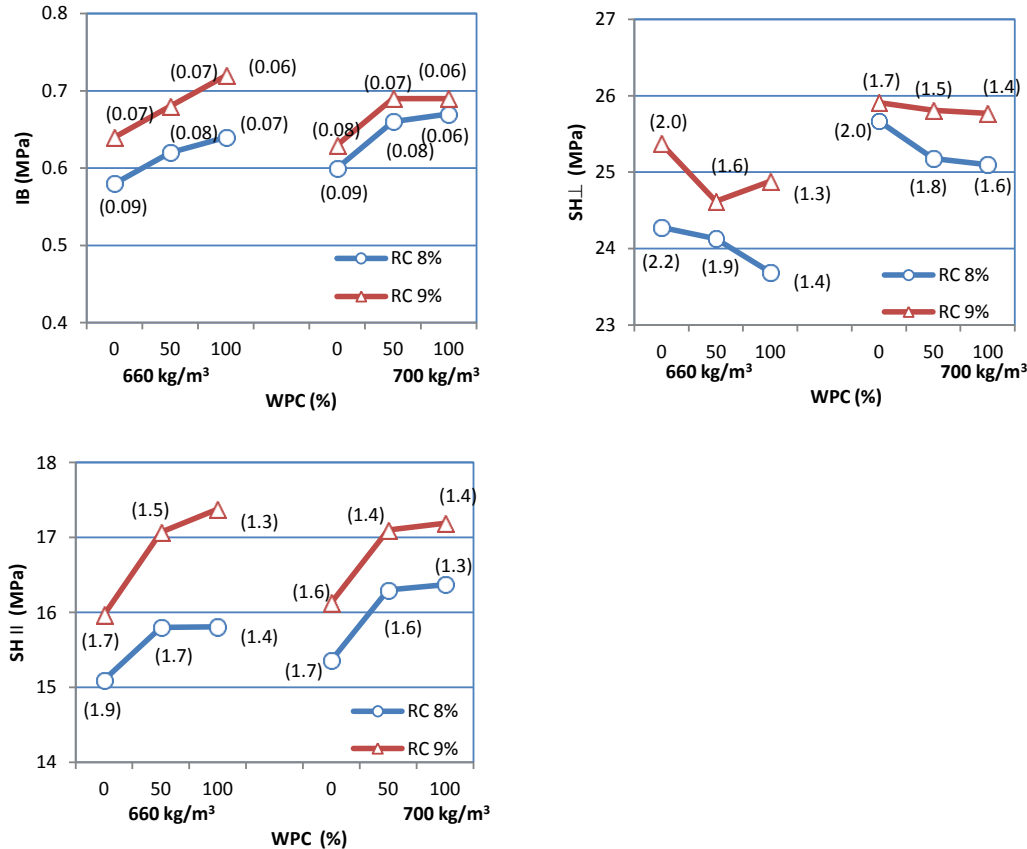 0.8
0.7
0.6
0.5
0.4
IB (MPa)
(0.07)
(0.07)
(0.06)
(0.09)
(0.08)
(0.07)
(0.08)
(0.07)
(0.06)
(0.09)
(0.08)
(0.06)
RC 8%
RC 9%
0 50 100 0 50 100
660 kg/m³ 700 kg/m³
WPC (%)
27
26
25
24
23
SH⊥ (MPa)
(2.0)
(1.6)
(1.3)
(2.2)
(1.9)
(1.4)
(1.7)
(1.5)
(1.4)
(2.0)
(1.8)
(1.6)
RC 8%
RC 9%
0 50 100 0 50 100
660 kg/m³ 700 kg/m³
WPC (%)
18
17
16
15
14
SH || (MPa)
(1.7)
(1.5)
(1.3)
(1.9)
(1.7)
(1.4)
(1.6)
(1.4)
(1.4)
(1.7)
(1.6)
(1.3)
RC 8%
RC 9%
0 50 100 0 50 100
660 kg/m³ 700 kg/m³
WPC (%)